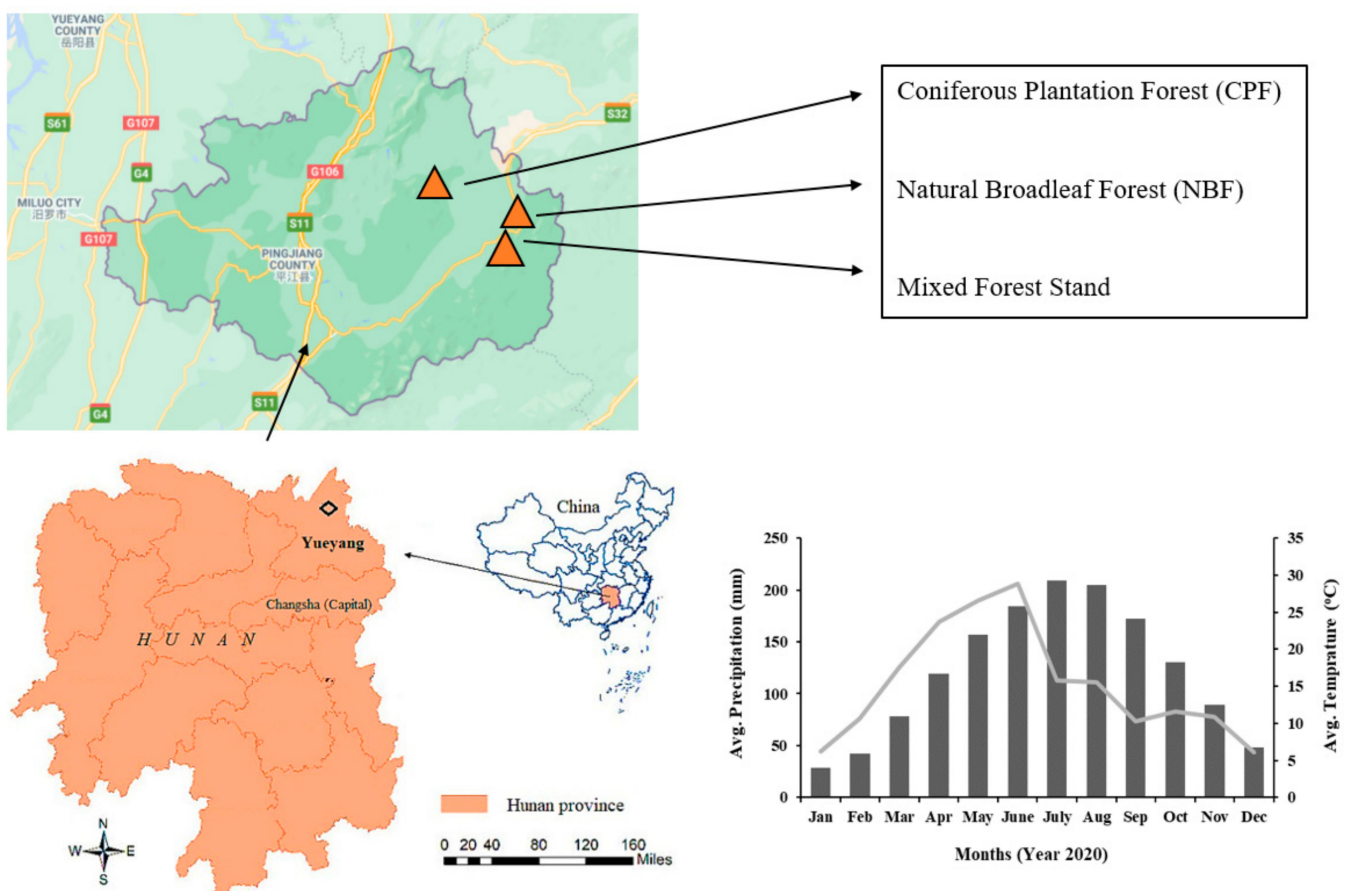 YUEYANG
COUNTY
岳阳县
S61
G107
G4
MILUO CITY
汨罗市
G107
G4
G106
S11
PINGJIANG
COUNTY
平江县
S11
S32
Coniferous Plantation Forest (CPF)
Natural Broadleaf Forest (NBF)
Mixed Forest Stand
Yueyang
Changsha (Capital)
HUNAN
China
Hunan province
N
W E
S
0 20 40 80 120 160
Miles
250
200
150
100
50
0
Avg. Precipitation (mm)
35
30
25
20
15
10
5
0
Avg. Temprature (°C)
Jan Feb Mar Apr May June July Aug Sep Oct Nov Dec
Months (Year 2020)